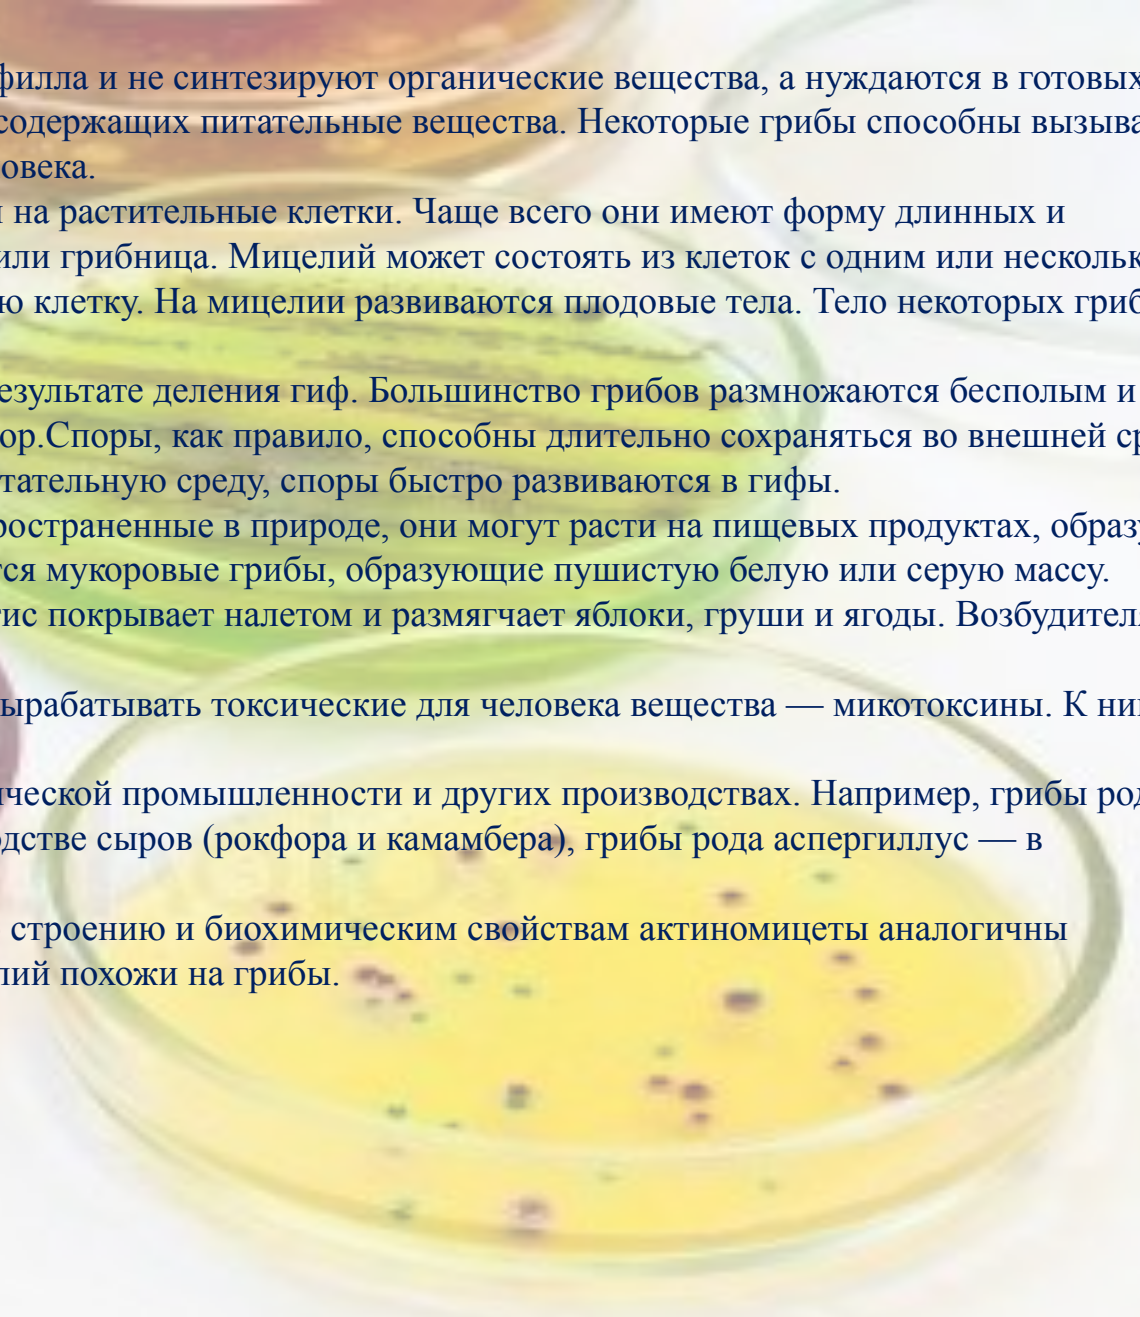 филла и не синтезируют органические вещества, а нуждаются в готовых
содержащих питательные вещества. Некоторые грибы способны вызыва
овека.
на растительные клетки. Чаще всего они имеют форму длинных и
или грибница. Мицелий может состоять из клеток с одним или нескольк
ю клетку. На мицелии развиваются плодовые тела. Тело некоторых гриб
езультате деления гиф. Большинство грибов размножаются бесполым и
ор.Споры, как правило, способны длительно сохраняться во внешней ср
тательную среду, споры быстро развиваются в гифы.
ространенные в природе, они могут расти на пищевых продуктах, образу
тся мукоровые грибы, образующие пушистую белую или серую массу.
тис покрывает налетом и размягчает яблоки, груши и ягоды. Возбудителя
ырабатывать токсические для человека вещества — микотоксины. К ни
ической промышленности и других производствах. Например, грибы род
одстве сыров (рокфора и камамбера), грибы рода аспергиллус — в
строению и биохимическим свойствам актиномицеты аналогичны
лий похожи на грибы.